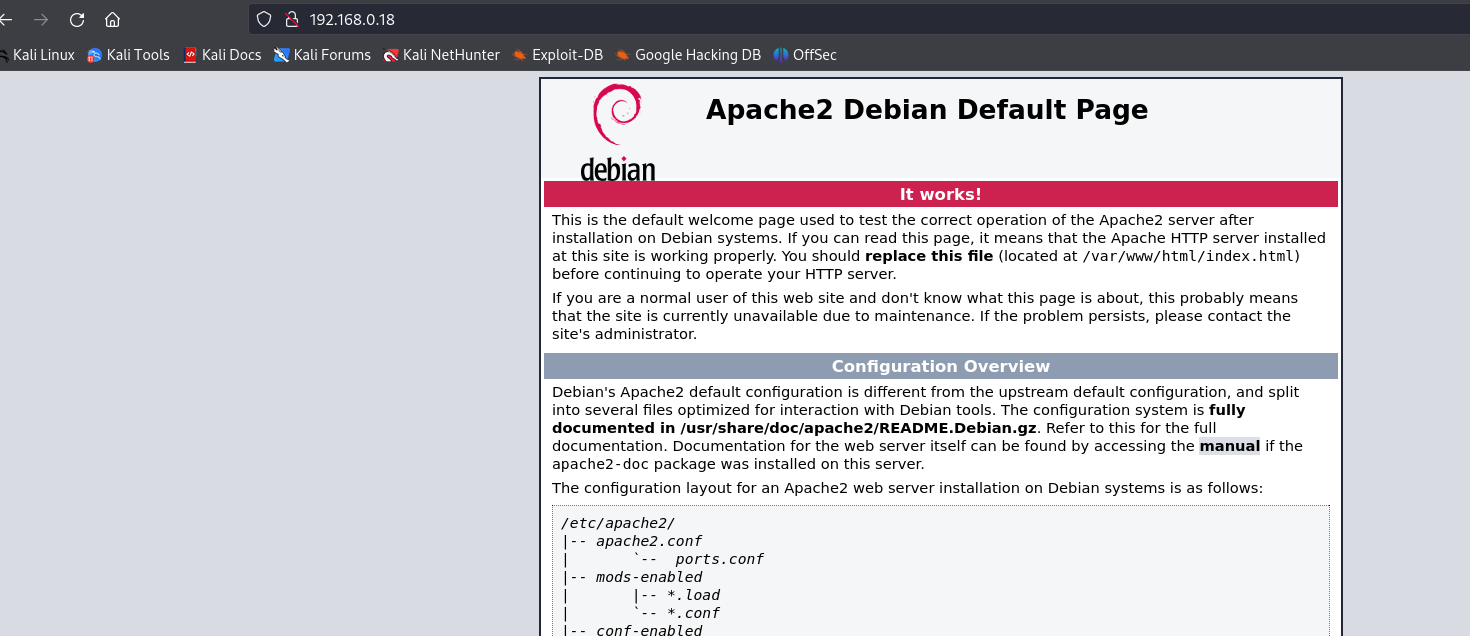 192.168.0.18
Kali Linux Kali Tools Kali Docs Kali Forums Kali NetHunter Exploit-DB Google Hacking DB OffSec
debian
Apache2 Debian Default Page
It works!
This is the default welcome page used to test the correct operation of the Apache2 server after
installation on Debian systems. If you can read this page, it means that the Apache HTTP server installed
at this site is working properly. You should replace this file (located at /var/www/html/index.html)
before continuing to operate your HTTP server.
If you are a normal user of this web site and don't know what this page is about, this probably means
that the site is currently unavailable due to maintenance. If the problem persists, please contact the
site's administrator.
Configuration Overview
Debian's Apache2 default configuration is different from the upstream default configuration, and split
into several files optimized for interaction with Debian tools. The configuration system is fully
documented in /usr/share/doc/apache2/README.Debian.gz. Refer to this for the full
documentation. Documentation for the web server itself can be found by accessing the manual if the
apache2-doc package was installed on this server.
The configuration layout for an Apache2 web server installation on Debian systems is as follows:
/etc/apache2/
|-- apache2.conf
|       `--  ports.conf
|-- mods-enabled
|       |-- *.load
|       `-- *.conf
|-- conf-enabled